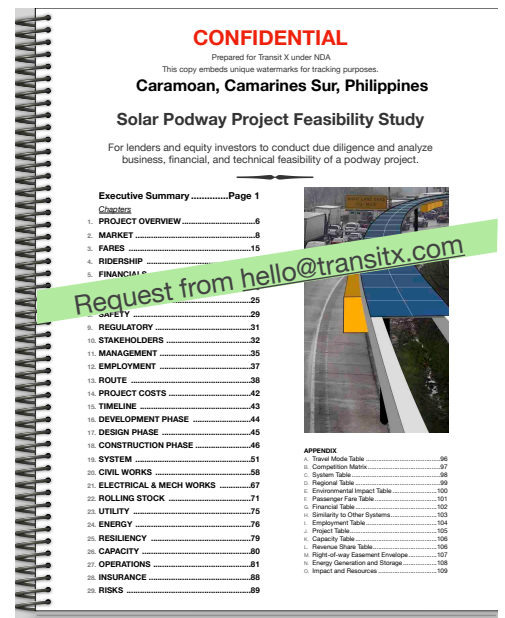 CONFIDENTIAL
Prepared for Transit X under NDA
This copy embeds unique watermarks for tracking purposes.
Caramoan, Camarines Sur, Philippines
Solar Podway Project Feasibility Study
For lenders and equity investors to conduct due diligence and analyze
business, financial, and technical feasibility of a podway project.
Executive Summary..............Page 1
Chapters
1. PROJECT OVERVIEW....................................6
2. MARKET ....................................8
3. FARES ....................................15
4. RIDERSHIP
5. FINANCIALS
Request from hello@transitx.com
25
8. SAFETY ....................................29
9. REGULATORY ....................................31
10. STAKEHOLDERS ....................................32
11. MANAGEMENT ....................................35
12. EMPLOYMENT ....................................37
13. ROUTE ....................................38
14. PROJECT COSTS ....................................42
15. TIMELINE ....................................43
16. DEVELOPMENT PHASE ....................................44
17. DESIGN PHASE ....................................45
18. CONSTRUCTION PHASE ....................................46
19. SYSTEM ....................................51
20. CIVIL WORKS ....................................58
21. ELECTRICAL & MECH WORKS ..............67
22. ROLLING STOCK ....................................71
23. UTILITY ....................................75
24. ENERGY ....................................76
25. RESILIENCY ....................................79
26. CAPACITY ....................................80
27. OPERATIONS ....................................81
28. INSURANCE ....................................88
29. RISKS ....................................89
APPENDIX
A. Travel Mode Table ....................................96
B. Competition Matrix....................................97
C. System Table ....................................98
D. Regional Table ....................................99
E. Environmental Impact Table ....................100
F. Passenger Fare Table ....................101
G. Financial Table ....................102
H. Similarity to Other Systems....................103
I. Employment Table ....................104
J. Project Table ....................105
K. Capacity Table ....................106
L. Revenue Share Table....................106
M. Right-of-way Easement Envelope............107
N. Energy Generation and Storage..............108
O. Impact and Resources ....................109